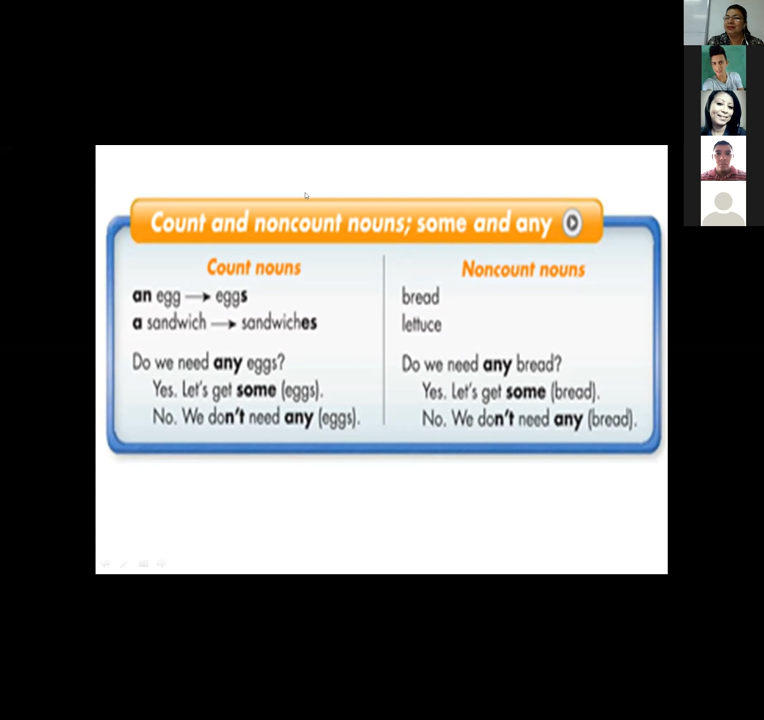 Count and noncount nouns; some and any
Count nouns
an egg → eggs
a sandwich → sandwiches
Do we need any eggs?
Yes. Let's get some (eggs).
No. We don't need any (eggs).
Noncount nouns
bread
lettuce
Do we need any bread?
Yes. Let's get some (bread).
No. We don't need any (bread).